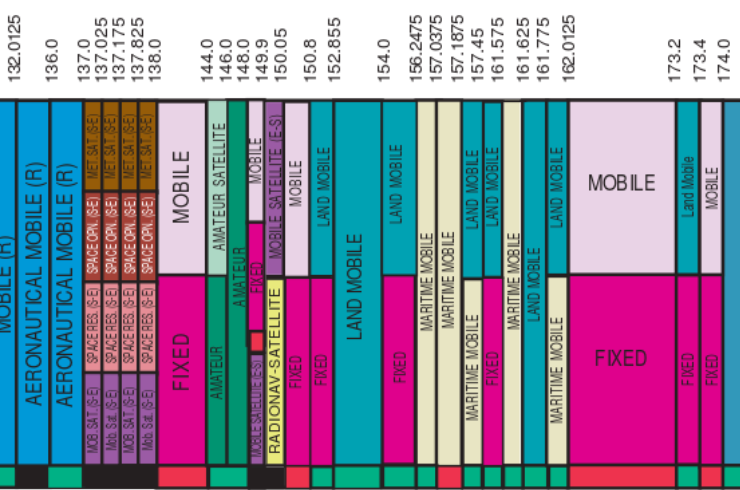 132.0125
136.0
137.0
137.025
137.175
137.825
138.0
144.0
146.0
148.0
149.9
150.05
150.8
152.855
154.0
156.2475
157.0375
157.1875
157.45
161.575
161.625
161.775
162.0125
173.2
173.4
174.0
MOBILE (R)
AERONAUTICAL MOBILE (R)
AERONAUTICAL MOBILE (R)
MET. SAT. (S-E)
SPACE OPN. (S-E)
SPACE RES. (S-E)
MOB. SAT. (S-E)
MET. SAT. (S-E)
SPACE OPN. (S-E)
SPACE RES. (S-E)
Mob. Sat. (S-E)
MET. SAT. (S-E)
SPACE OPN. (S-E)
SPACE RES. (S-E)
MOB. SAT. (S-E)
MET. SAT. (S-E)
SPACE OPN. (S-E)
SPACE RES. (S-E)
Mob. Sat. (S-E)
MOBILE
FIXED
AMATEUR SATELLITE
AMATEUR
AMATEUR
MOBILE
FIXED
MOBILE SATELLITE (E-S)
MOBILE SATELLITE (E-S)
RADIONAV-SATELLITE
MOBILE
FIXED
LAND MOBILE
FIXED
LAND MOBILE
LAND MOBILE
FIXED
MARITIME MOBILE
MARITIME MOBILE
LAND MOBILE
MARITIME MOBILE
LAND MOBILE
FIXED
MARITIME MOBILE
LAND MOBILE
LAND MOBILE
MARITIME MOBILE
MOBILE
FIXED
Land Mobile
FIXED
MOBILE
FIXED